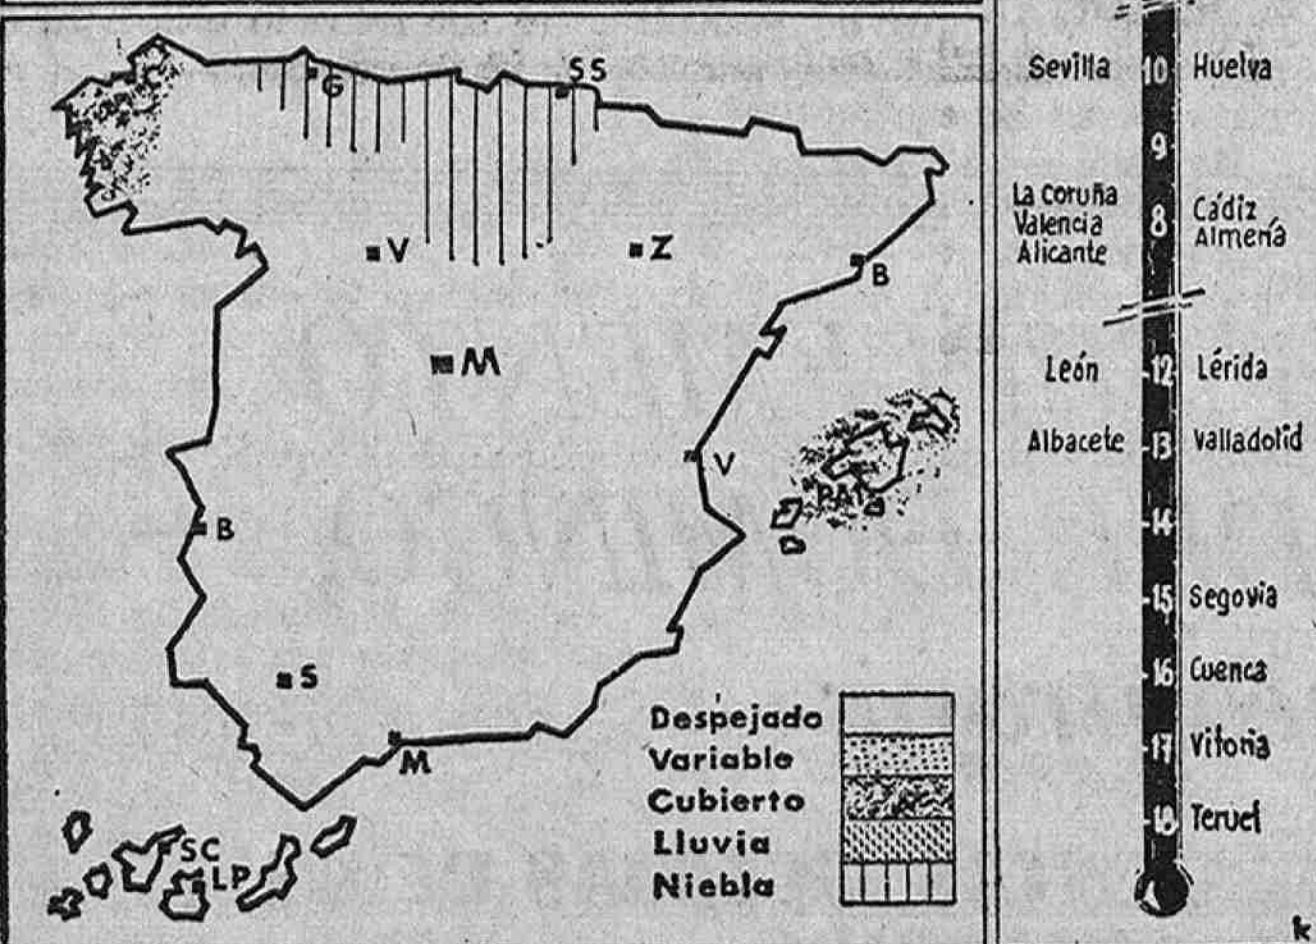 C
G
SS
V
Z
B
M
V
PAL
B
S
M
SC
LP
Despejado
Variable
Cubierto
Lluvia
Niebla
Sevilla 10 Huelva
9
La Coruña
Valencia 8 Cádiz
Alicante Almería
León -12 Lérida
Albacete -13 Valladolid
-14
-15 Segovia
-16 Cuenca
-17 Vitoria
-18 Teruel